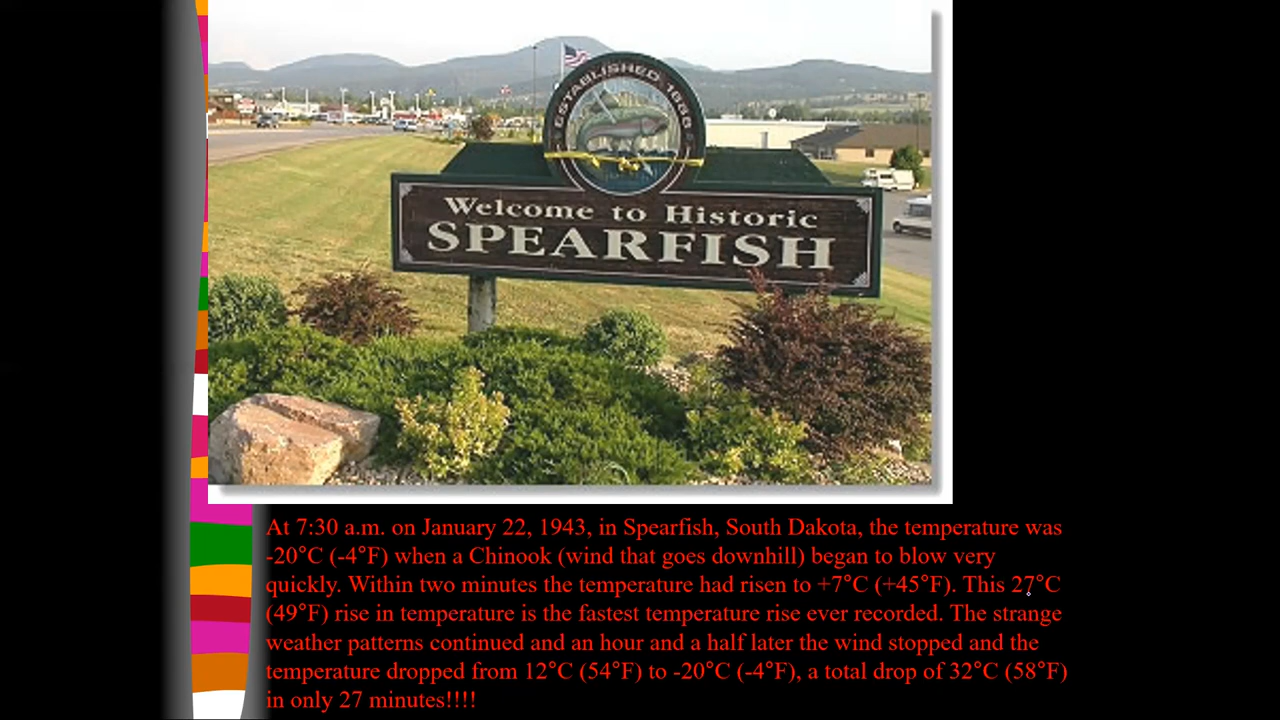 ESTABLISHED 1888
Welcome to Historic
SPEARFISH
At 7:30 a.m. on January 22, 1943, in Spearfish, South Dakota, the temperature was
-20°C (-4°F) when a Chinook (wind that goes downhill) began to blow very
quickly. Within two minutes the temperature had risen to +7°C (+45°F). This 27°C
(49°F) rise in temperature is the fastest temperature rise ever recorded. The strange
weather patterns continued and an hour and a half later the wind stopped and the
temperature dropped from 12°C (54°F) to -20°C (-4°F), a total drop of 32°C (58°F)
in only 27 minutes!!!!